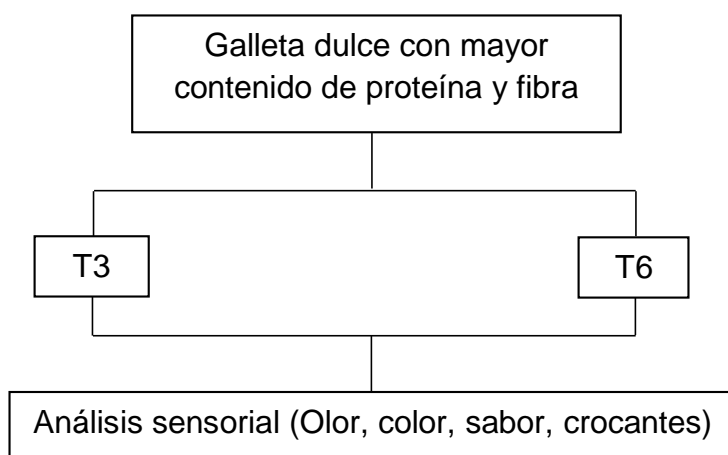 Galleta dulce con mayor
contenido de proteína y fibra
T3
T6
Análisis sensorial (Olor, color, sabor, crocantes)